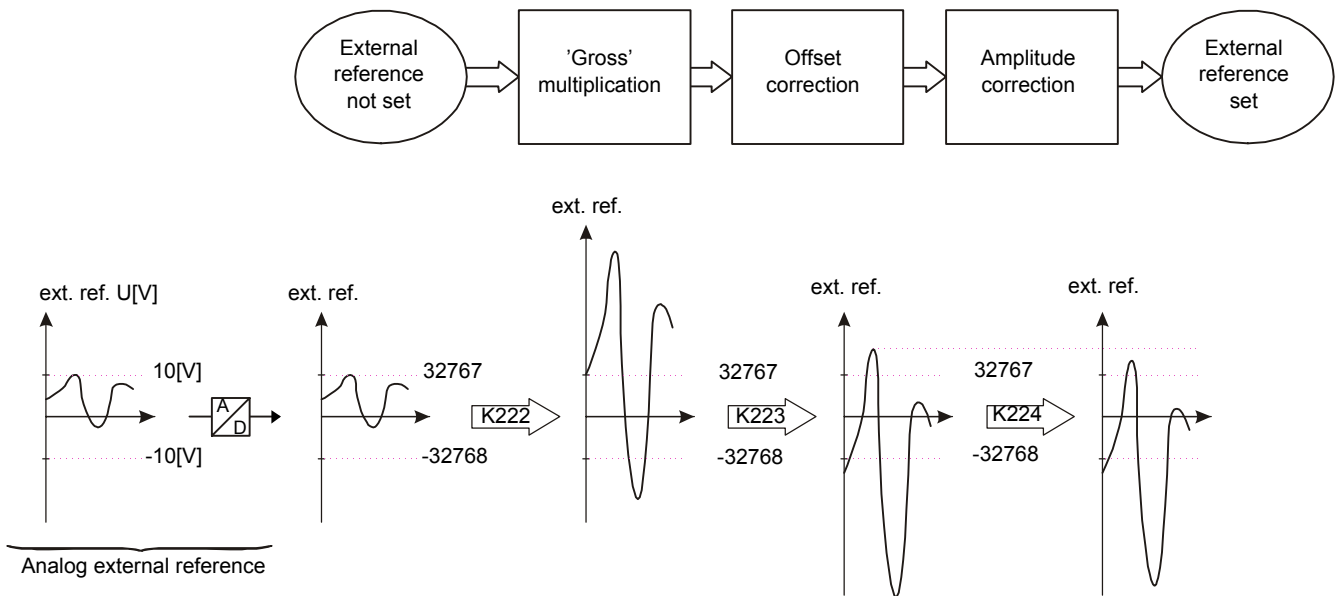 External
reference
not set
’Gross’
multiplication
Offset
correction
Amplitude
correction
External
reference
set
ext. ref.
ext. ref. U[V]
ext. ref.
ext. ref.
ext. ref.
10[V]
32767
32767
32767
A
D
K222
K223
K224
-10[V]
-32768
-32768
-32768
Analog external reference